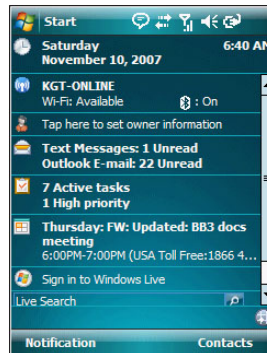 Start
Saturday 6:40 AM
November 10, 2007
KGT-ONLINE
Wi-Fi: Available : On
Tap here to set owner information
Text Messages: 1 Unread
Outlook E-mail: 22 Unread
7 Active tasks
1 High priority
Thursday: FW: Updated: BB3 docs
meeting
6:00PM-7:00PM (USA Toll Free:1866 4...
Sign in to Windows Live
Live Search
Notification Contacts